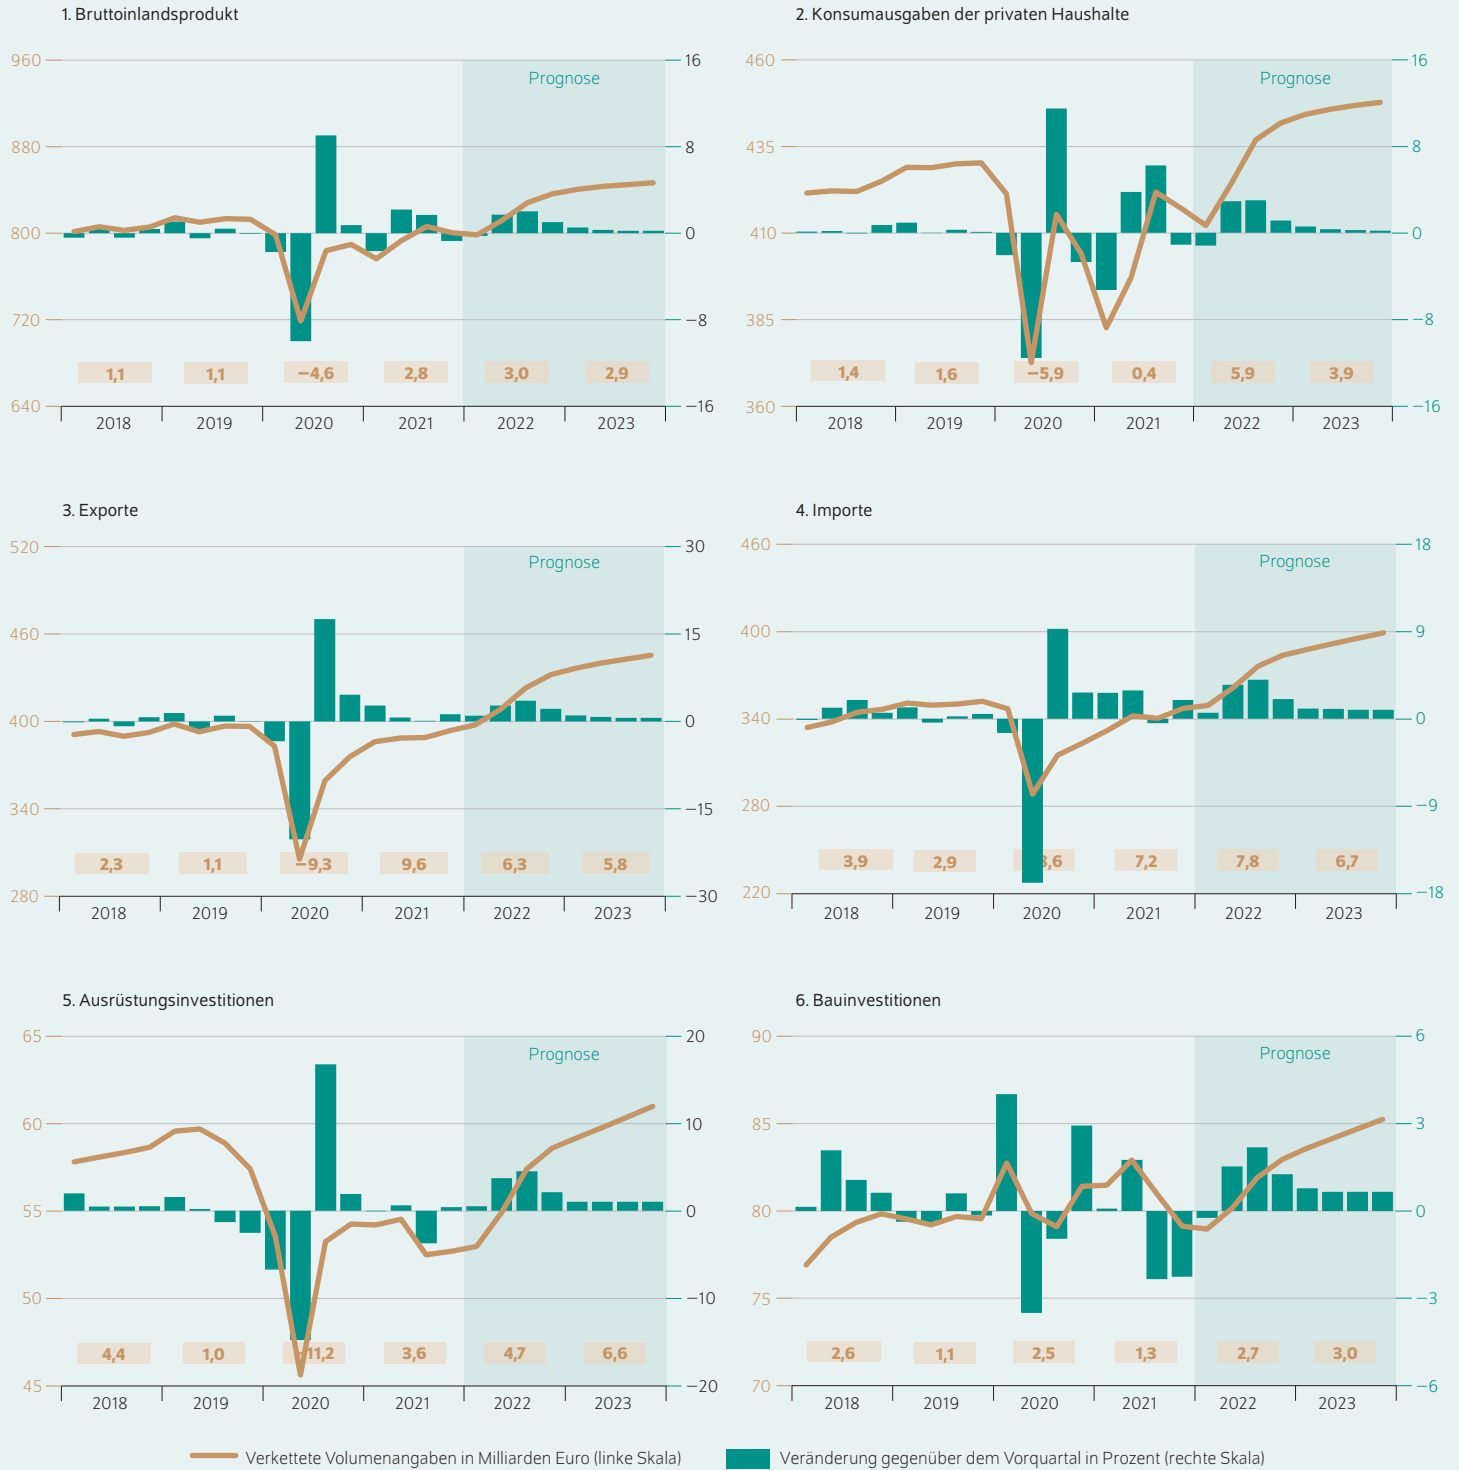 1. Bruttoinlandsprodukt
960
880
800
720
640
16
8
0
−8
−16
Prognose
1,1 1,1 −4,6 2,8 3,0 2,9
2018 2019 2020 2021 2022 2023
2. Konsumausgaben der privaten Haushalte
460
435
410
385
360
16
8
0
−8
−16
Prognose
1,4 1,6 −5,9 0,4 5,9 3,9
2018 2019 2020 2021 2022 2023
3. Exporte
520
460
400
340
280
30
15
0
−15
−30
Prognose
2,3 1,1 −9,3 9,6 6,3 5,8
2018 2019 2020 2021 2022 2023
4. Importe
460
400
340
280
220
18
9
0
−9
−18
Prognose
3,9 2,9 7,2 7,8 6,7
2018 2019 2020 2021 2022 2023
5. Ausrüstungsinvestitionen
65
60
55
50
45
20
10
0
−10
−20
Prognose
4,4 1,0 −11,2 3,6 4,7 6,6
2018 2019 2020 2021 2022 2023
6. Bauinvestitionen
90
85
80
75
70
6
3
0
−3
−6
Prognose
2,6 1,1 2,5 1,3 2,7 3,0
2018 2019 2020 2021 2022 2023
Verkettete Volumenangaben in Milliarden Euro (linke Skala) Veränderung gegenüber dem Vorquartal in Prozent (rechte Skala)